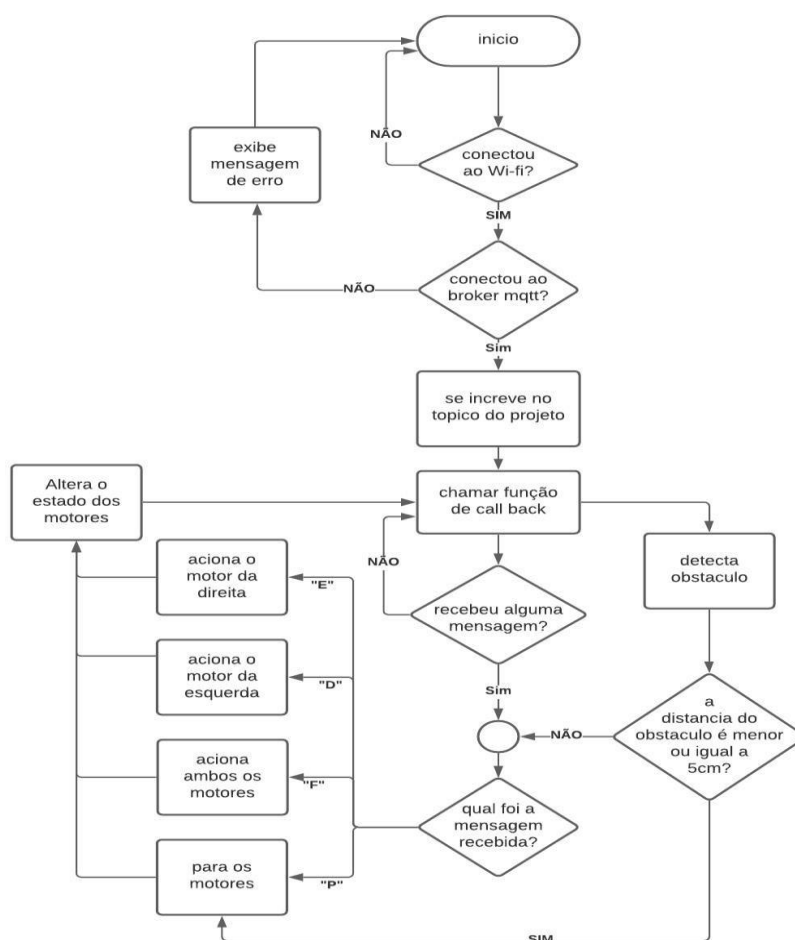 inicio
NÃO
exibe
mensagem
de erro
conectou
ao Wi-fi?
SIM
conectou ao
broker mqtt?
NÃO
Sim
se increve no
topico do projeto
Altera o
estado dos
motores
chamar função
de call back
detecta
obstaculo
NÃO
aciona o
motor da
direita
"E"
recebeu alguma
mensagem?
aciona o
motor da
esquerda
"D"
Sim
a
distancia do
obstaculo é menor
ou igual a
5cm?
NÃO
aciona
ambos os
motores
"F"
qual foi a
mensagem
recebida?
para os
motores
"P"
SIM